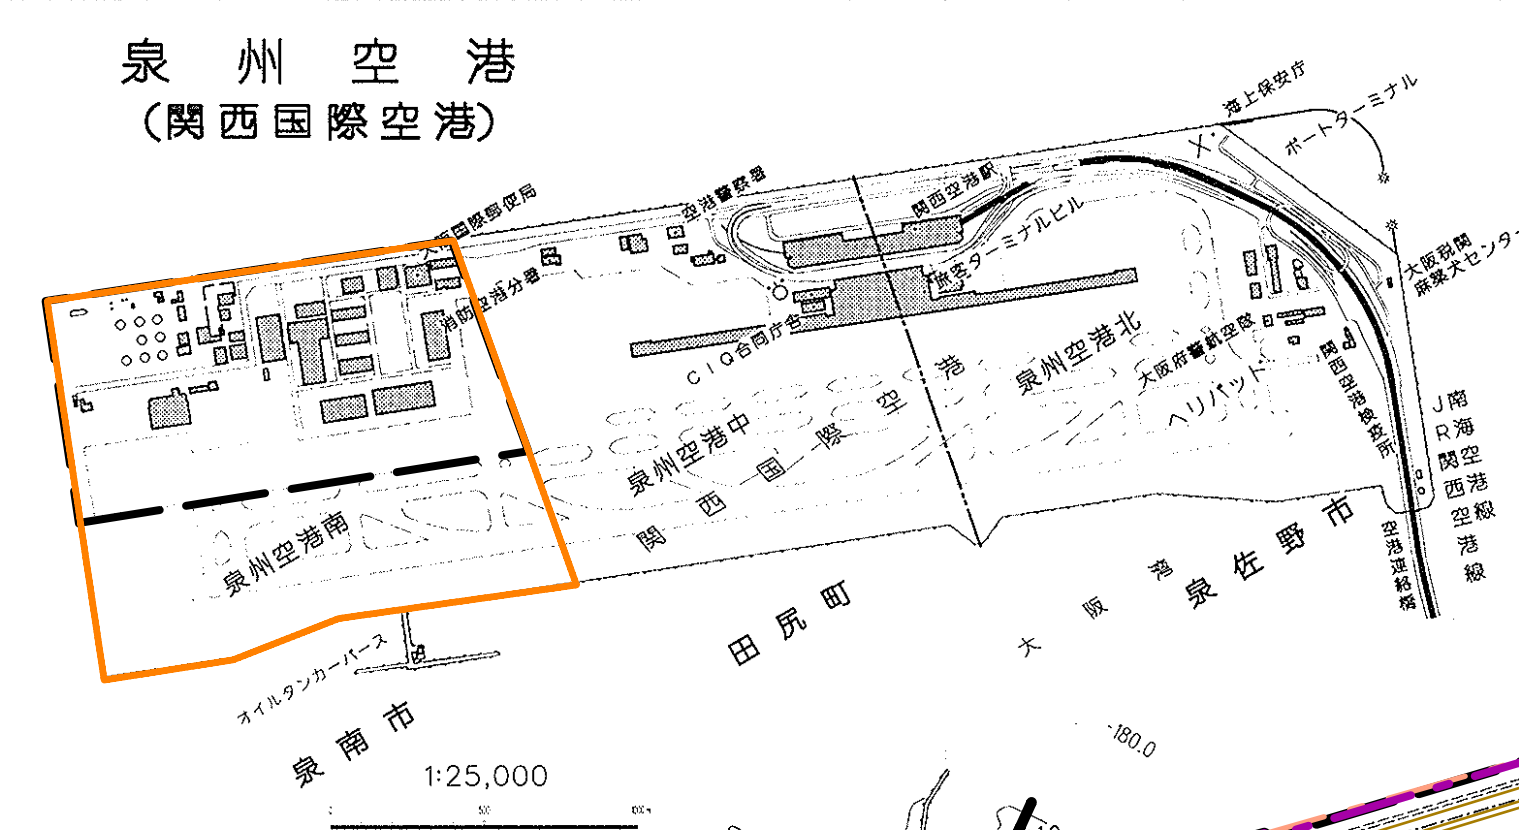 泉州空港
(関西国際空港)
海上保安庁
ポートターミナル
空港警察署
関西空港駅
大阪国際郵便局
旅客ターミナルビル
大阪税関
麻薬犬センター
消防空港分署
CIQ合同庁舎
泉州空港北
大阪府警航空隊
ヘリパッド
関西空港検疫所
泉州空港中
関西国際空港
JR関西空港線
南海空港線
泉州空港南
空港連絡橋
大阪湾
泉佐野市
田尻町
オイルタンカーバース
泉南市
-180.0
1:25,000
0 500